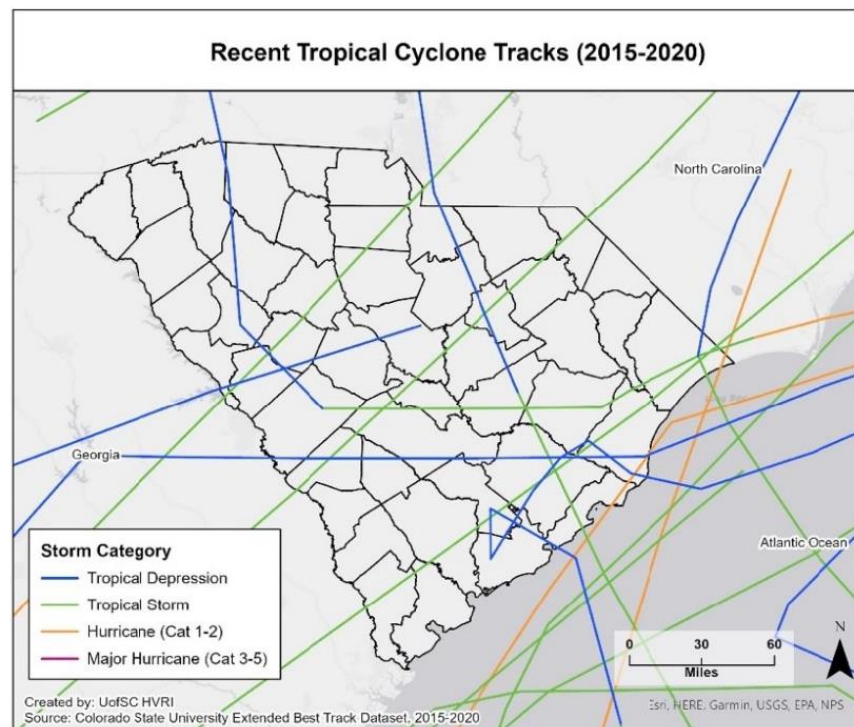 Recent Tropical Cyclone Tracks (2015-2020)
North Carolina
Georgia
Atlantic Ocean
Storm Category
Tropical Depression
Tropical Storm
Hurricane (Cat 1-2)
Major Hurricane (Cat 3-5)
N
0 30 60
Miles
Created by: UofSC HVRI
Source: Colorado State University Extended Best Track Dataset, 2015-2020
Esri, HERE, Garmin, USGS, EPA, NPS